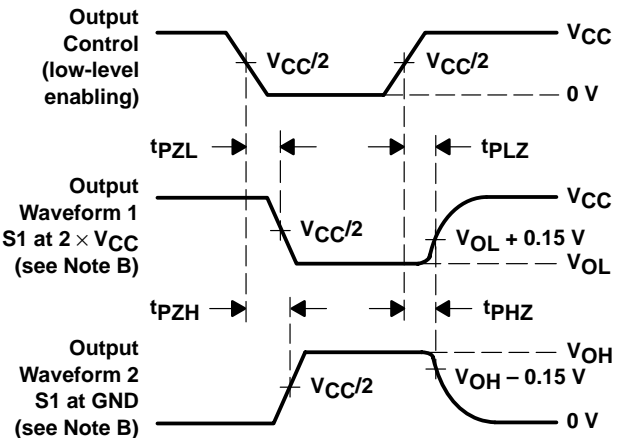 Output
Control
(low-level
enabling)
VCC/2
VCC/2
VCC
0 V
tPZL
tPLZ
Output
Waveform 1
S1 at 2 × VCC
(see Note B)
VCC/2
VCC
VOL + 0.15 V
VOL
tPZH
tPHZ
Output
Waveform 2
S1 at GND
(see Note B)
VCC/2
VOH
VOH – 0.15 V
0 V